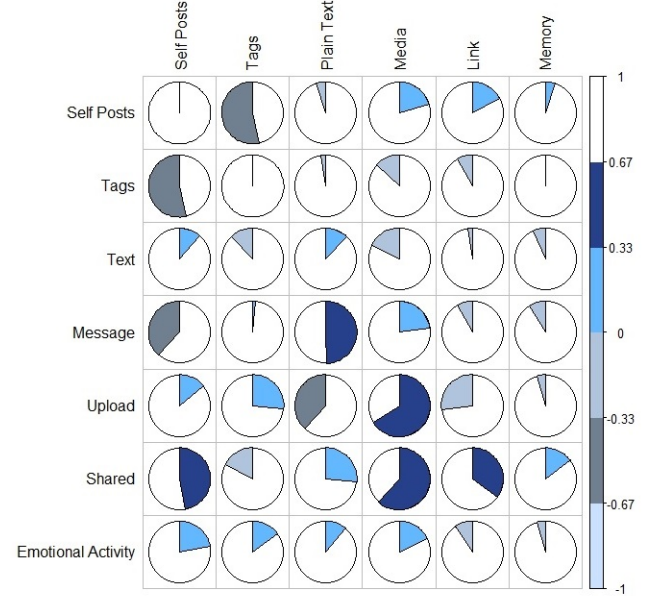 Self Posts
Tags
Plain Text
Media
Link
Memory
Self Posts
Tags
Text
Message
Upload
Shared
Emotional Activity
1
0.67
0.33
0
-0.33
-0.67
-1